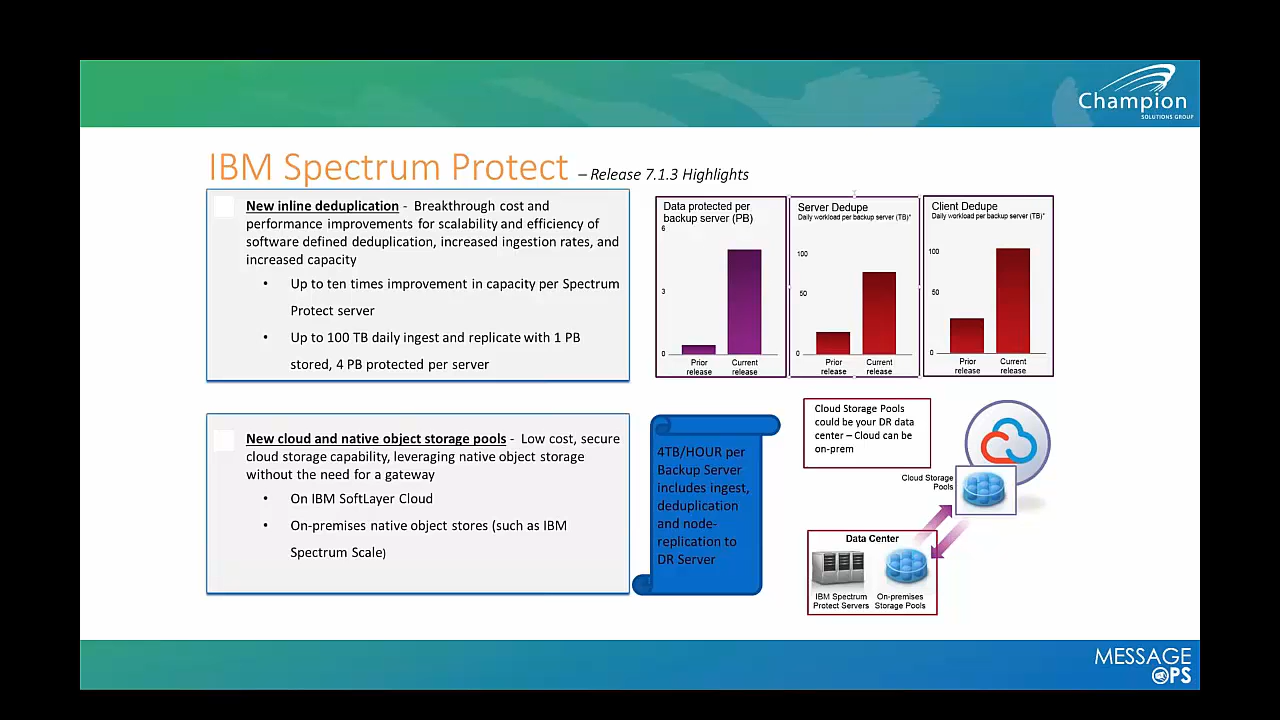 Champion
SOLUTIONS GROUP
IBM Spectrum Protect – Release 7.1.3 Highlights
New inline deduplication - Breakthrough cost and
performance improvements for scalability and efficiency of
software defined deduplication, increased ingestion rates, and
increased capacity
• Up to ten times improvement in capacity per Spectrum
Protect server
• Up to 100 TB daily ingest and replicate with 1 PB
stored, 4 PB protected per server
Data protected per
backup server (PB)
6
3
0
Prior
release
Current
release
Server Dedupe
Daily workload per backup server (TB)*
100
50
0
Prior
release
Current
release
Client Dedupe
Daily workload per backup server (TB)*
100
50
0
Prior
release
Current
release
New cloud and native object storage pools - Low cost, secure
cloud storage capability, leveraging native object storage
without the need for a gateway
• On IBM SoftLayer Cloud
• On-premises native object stores (such as IBM
Spectrum Scale)
4TB/HOUR per
Backup Server
includes ingest,
deduplication
and node-
replication to
DR Server
Cloud Storage Pools
could be your DR data
center – Cloud can be
on-prem
Cloud Storage
Pools
Data Center
IBM Spectrum
Protect Servers
On-premises
Storage Pools
MESSAGE
OPS